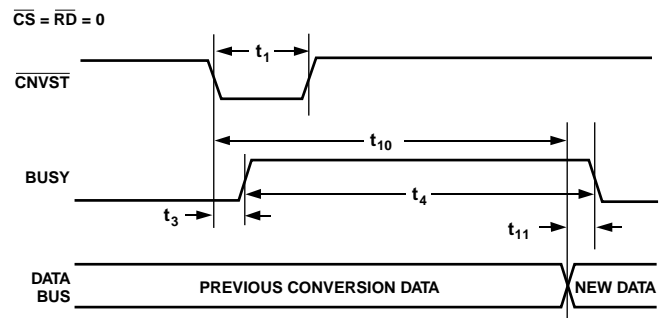 CS = RD = 0
t1
CNVST
t10
BUSY
t4
t3
t11
DATA
BUS
PREVIOUS CONVERSION DATA
NEW DATA